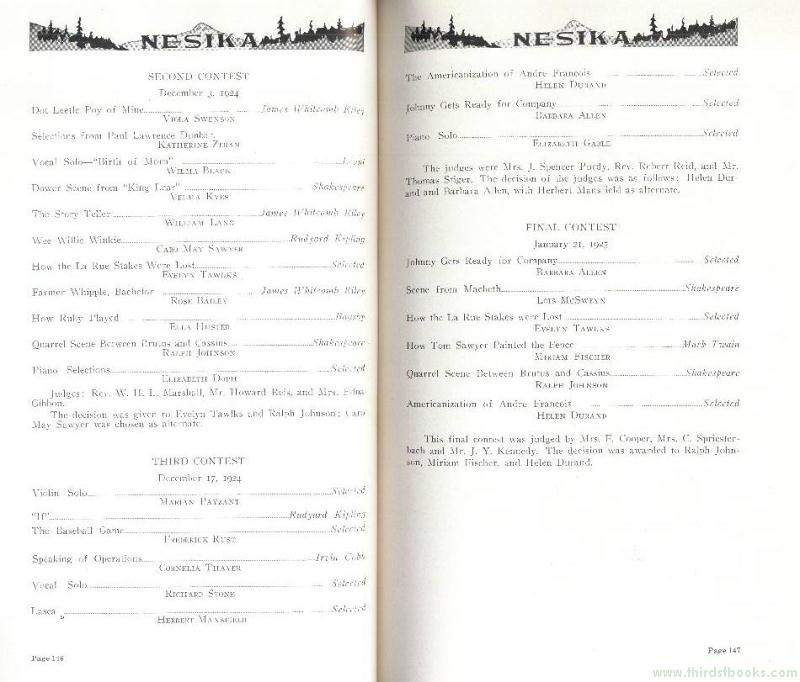 NESIKA
SECOND CONTEST
December 3, 1924
Dot Leetle Poy of Mine James Whitcomb Riley
Viola Swenson
Selections from Paul Lawrence Dunbar
Katherine Zeran
Vocal Solo—"Birth of Morn"
Wilma Black
Dower Scene from "King Lear" Shakespeare
Velma Kyes
The Story Teller James Whitcomb Riley
William Lang
Wee Willie Winkie Rudyard Kipling
Caro May Sawyer
How the La Rue Stakes Were Lost Selected
Evelyn Tawlks
Farmer Whipple, Bachelor James Whitcomb Riley
Rose Bailey
How Ruby Played Bagsby
Ella Husted
Quarrel Scene Between Brutus and Cassius Shakespeare
Ralph Johnson
Piano Selections Selected
Elizabeth Doph
Judges: Rev. W. H. L. Marshall, Mr. Howard Reis, and Mrs. Edna
Gibbon.
The decision was given to Evelyn Tawlks and Ralph Johnson; Caro
May Sawyer was chosen as alternate.
THIRD CONTEST
December 17, 1924
Violin Solo Selected
Marian Payzant
"If" Rudyard Kipling
The Baseball Game Selected
Frederick Rust
Speaking of Operations Irvin Cobb
Cornelia Thayer
Vocal Solo Selected
Richard Stone
Lasca Selected
Herbert Mansfield
Page 146
NESIKA
The Americanization of Andre Francois Selected
Helen Durand
Johnny Gets Ready for Company Selected
Barbara Allen
Piano Solo Selected
Elizabeth Gable
The judges were Mrs. J. Spencer Purdy, Rev. Robert Reid, and Mr.
Thomas Stiger. The decision of the judges was as follows: Helen Dur-
and and Barbara Allen, with Herbert Mansfield as alternate.
FINAL CONTEST
January 21, 1925
Johnny Gets Ready for Company Selected
Barbara Allen
Scene from Macbeth Shakespeare
Lois McSweyn
How the La Rue Stakes were Lost Selected
Evelyn Tawlks
How Tom Sawyer Painted the Fence Mark Twain
Miriam Fischer
Quarrel Scene Between Brutus and Cassius Shakespeare
Ralph Johnson
Americanization of Andre Francois Selected
Helen Durand
This final contest was judged by Mrs. F. Cooper, Mrs. C. Spriester-
bach and Mr. J. Y. Kennedy. The decision was awarded to Ralph John-
son, Miriam Fischer, and Helen Durand.
Page 147
www.thirdstbooks.com